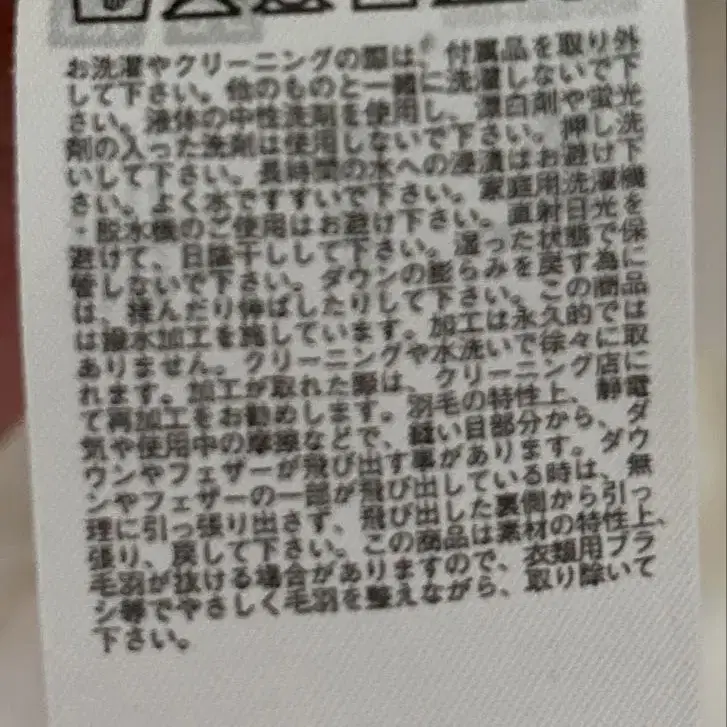 お洗濯やクリーニングの際は、付属品を取り外
して下さい。他のものと一緒に洗濯しないで下
さい。液体の中性洗剤を使用し、漂白剤や蛍光
剤の入った洗剤は使用しないで下さい。押し洗
いして下さい。長時間の水への浸漬はお避け下
さい。よく水ですすいで下さい。家庭用洗濯機
・脱水機のご使用はお避け下さい。直射日光を
避けて、日陰干しして下さい。湿った状態で保
管しないで下さい。ダウンの膨らみを戻す為に
は、揉んだり伸ばしたりして下さい。この商品
は撥水加工を施しています。加工は永久的では
ありません。クリーニングや水洗いで徐々に取
れます。加工が取れた際は、クリーニング店に
て再加工をお勧めします。羽毛の特性上、静電
気や使用中の摩擦などで、縫い目部分から、ダ
ウンやフェザーが飛び出す事があります。ダウ
ンやフェザーの一部が飛び出している時は、無
理に引っ張り出さず、飛び出した裏側から引っ
張り、戻して下さい。この商品は素材の特性上、
毛羽が抜ける場合がありますので、衣類用ブラ
シ等でやさしく毛羽を整えながら、取り除いて
下さい。